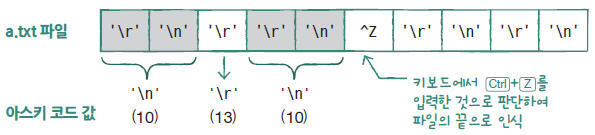 a.txt 파일 '\r' '\n' '\r' '\r' '\n' ^Z '\r' '\n' '\r' '\n'
'\n' '\r' '\n'
아스키 코드 값 (10) (13) (10)
키보드에서 Ctrl+Z를
입력한 것으로 판단하여
파일의 끝으로 인식